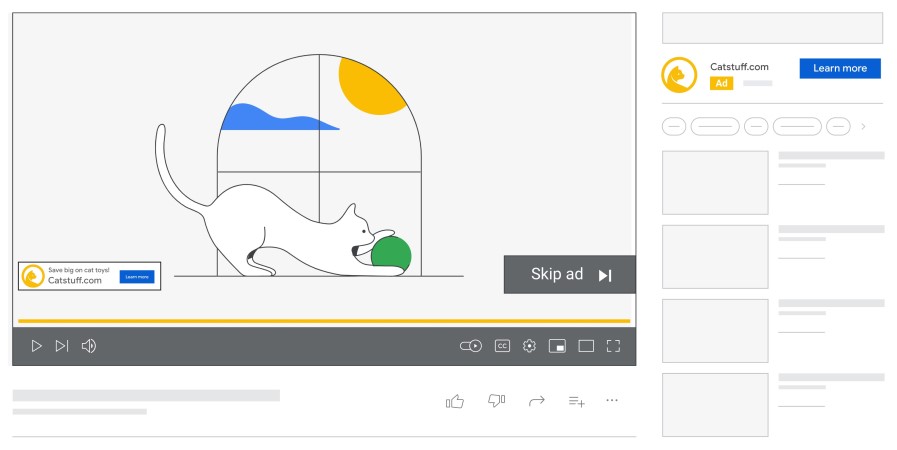 Catstuff.com
Learn more
Ad
Save big on cat toys!
Catstuff.com
Learn more
Skip ad
CC